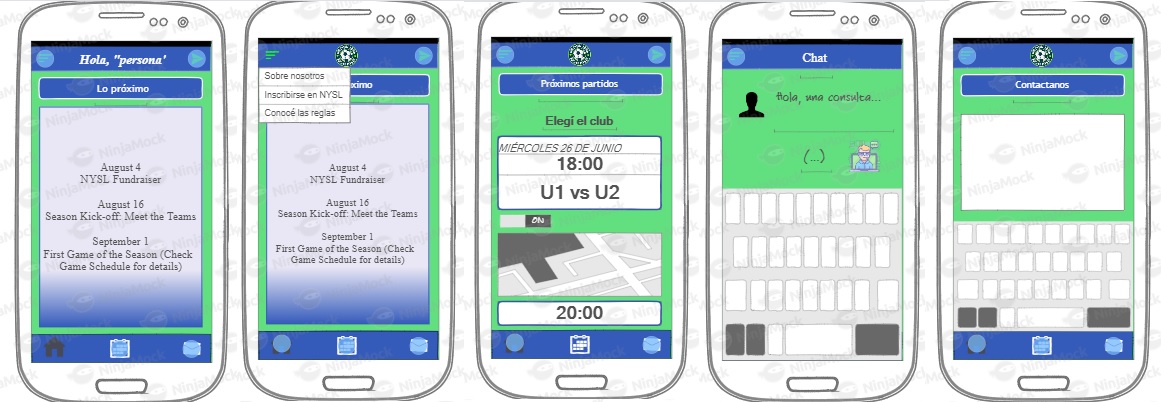 Hola, "persona'
Lo próximo
August 4
NYSL Fundraiser
August 16
Season Kick-off: Meet the Teams
September 1
First Game of the Season (Check
Game Schedule for details)
Sobre nosotros
Inscribirse en NYSL
Conocé las reglas
ximo
August 4
NYSL Fundraiser
August 16
Season Kick-off: Meet the Teams
September 1
First Game of the Season (Check
Game Schedule for details)
Próximos partidos
Elegí el club
MIÉRCOLES 26 DE JUNIO
18:00
U1 vs U2
ON
20:00
Chat
Hola, una consulta...
(...)
Contactanos
NinjaMock